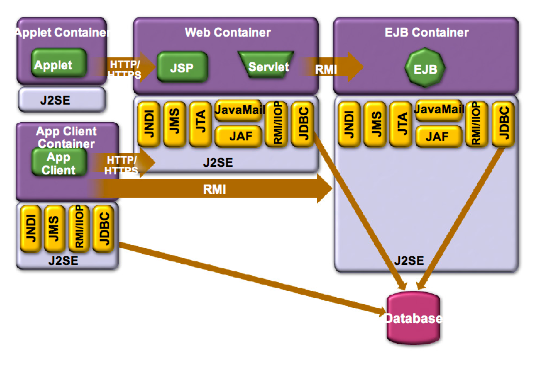 Applet Container
Applet
J2SE
HTTP/
HTTPS
Web Container
JSP
Servlet
RMI
EJB Container
EJB
JNDI
JMS
JTA
JavaMail
JAF
RMI/IIOP
JDBC
J2SE
JNDI
JMS
JTA
JavaMail
JAF
RMI/IIOP
JDBC
J2SE
App Client
Container
App
Client
HTTP/
HTTPS
RMI
JNDI
JMS
RMI/IIOP
JDBC
J2SE
Database